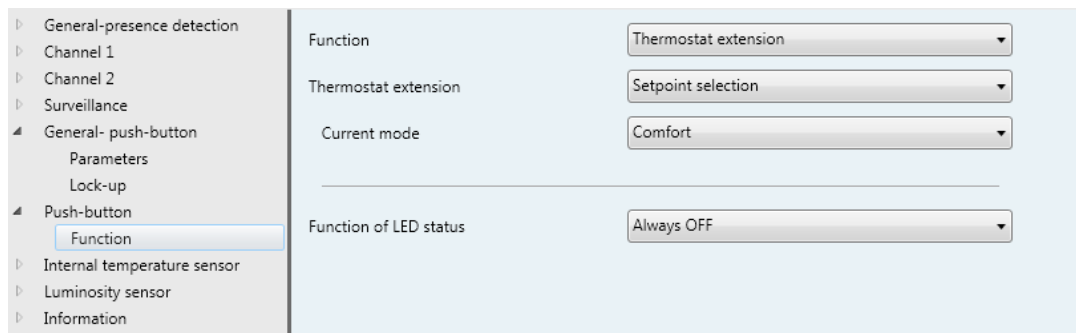 General-presence detection
Channel 1
Channel 2
Surveillance
General- push-button
Parameters
Lock-up
Push-button
Function
Internal temperature sensor
Luminosity sensor
Information
Function Thermostat extension
Thermostat extension Setpoint selection
Current mode Comfort
Function of LED status Always OFF